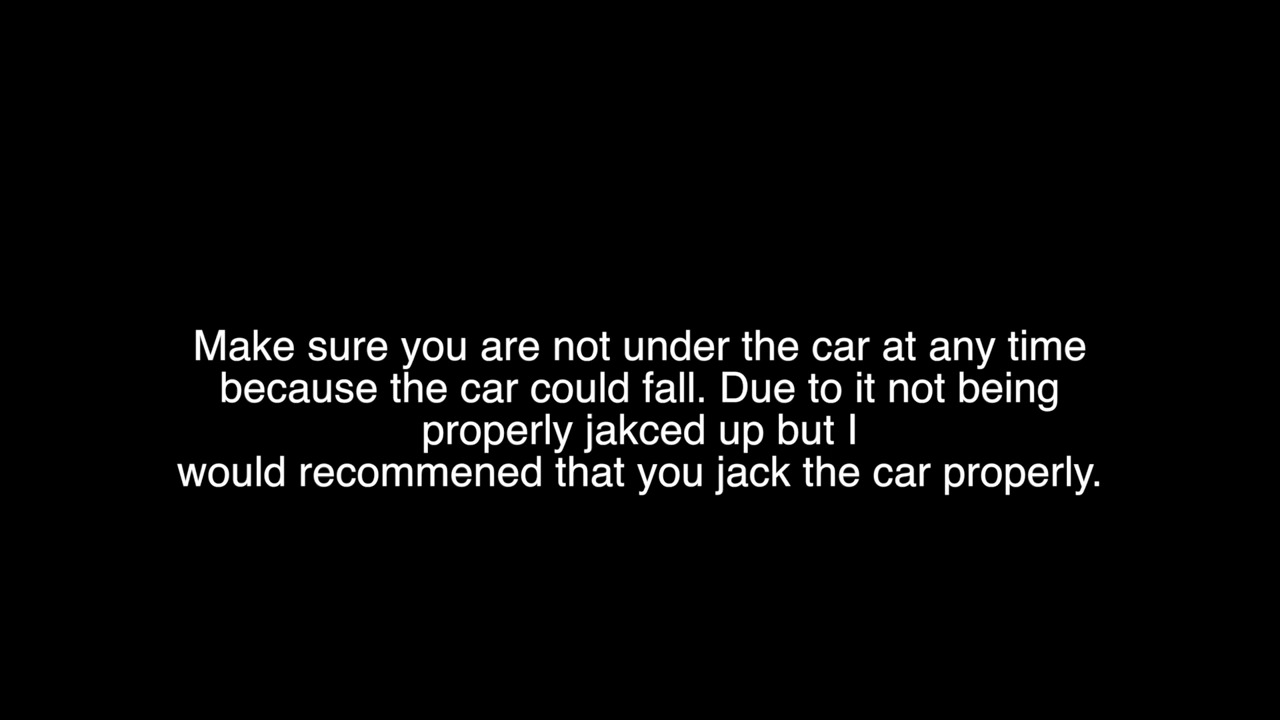 Make sure you are not under the car at any time
because the car could fall. Due to it not being
properly jakced up but I
would recommened that you jack the car properly.